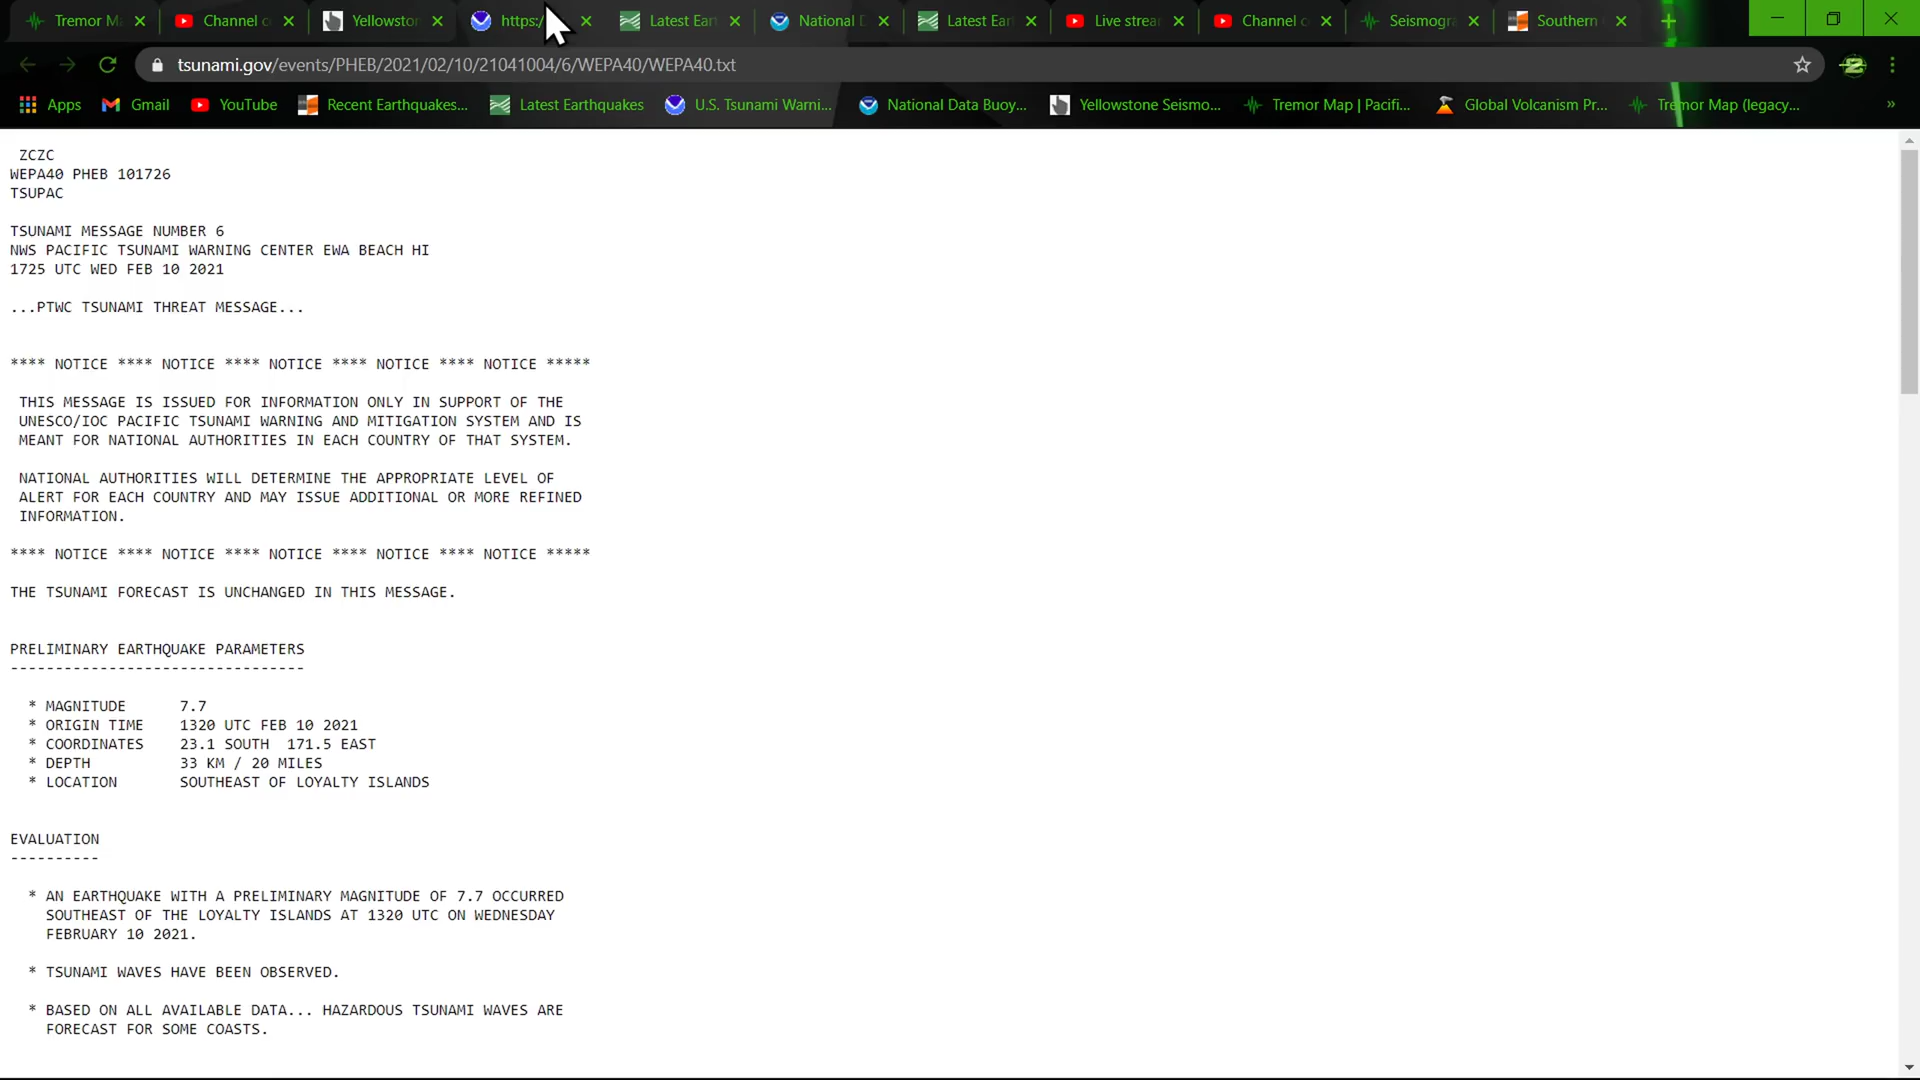 Tremor Ma Channel c Yellowsto https:/ Latest Ear National D Latest Ear Live strea Channel c Seismogra Southern
tsunami.gov/events/PHEB/2021/02/10/21041004/6/WEPA40/WEPA40.txt
Apps Gmail YouTube Recent Earthquakes... Latest Earthquakes U.S. Tsunami Warni... National Data Buoy... Yellowstone Seismo... Tremor Map | Pacifi... Global Volcanism Pr... Tremor Map (legacy... »
ZCZC
WEPA40 PHEB 101726
TSUPAC
TSUNAMI MESSAGE NUMBER 6
NWS PACIFIC TSUNAMI WARNING CENTER EWA BEACH HI
1725 UTC WED FEB 10 2021
...PTWC TSUNAMI THREAT MESSAGE...
**** NOTICE **** NOTICE **** NOTICE **** NOTICE **** NOTICE *****
THIS MESSAGE IS ISSUED FOR INFORMATION ONLY IN SUPPORT OF THE
UNESCO/IOC PACIFIC TSUNAMI WARNING AND MITIGATION SYSTEM AND IS
MEANT FOR NATIONAL AUTHORITIES IN EACH COUNTRY OF THAT SYSTEM.
NATIONAL AUTHORITIES WILL DETERMINE THE APPROPRIATE LEVEL OF
ALERT FOR EACH COUNTRY AND MAY ISSUE ADDITIONAL OR MORE REFINED
INFORMATION.
**** NOTICE **** NOTICE **** NOTICE **** NOTICE **** NOTICE *****
THE TSUNAMI FORECAST IS UNCHANGED IN THIS MESSAGE.
PRELIMINARY EARTHQUAKE PARAMETERS
---------------------------------
* MAGNITUDE 7.7
* ORIGIN TIME 1320 UTC FEB 10 2021
* COORDINATES 23.1 SOUTH 171.5 EAST
* DEPTH 33 KM / 20 MILES
* LOCATION SOUTHEAST OF LOYALTY ISLANDS
EVALUATION
----------
* AN EARTHQUAKE WITH A PRELIMINARY MAGNITUDE OF 7.7 OCCURRED
SOUTHEAST OF THE LOYALTY ISLANDS AT 1320 UTC ON WEDNESDAY
FEBRUARY 10 2021.
* TSUNAMI WAVES HAVE BEEN OBSERVED.
* BASED ON ALL AVAILABLE DATA... HAZARDOUS TSUNAMI WAVES ARE
FORECAST FOR SOME COASTS.